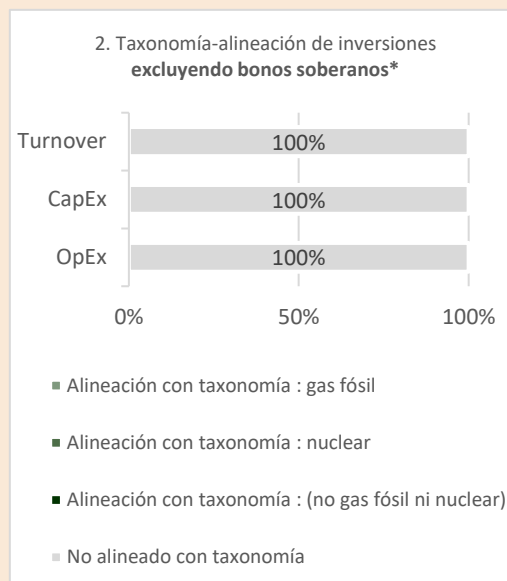 2. Taxonomía-alineación de inversiones
excluyendo bonos soberanos*
Turnover 100%
CapEx 100%
OpEx 100%
0% 50% 100%
Alineación con taxonomía : gas fósil
Alineación con taxonomía : nuclear
Alineación con taxonomía : (no gas fósil ni nuclear)
No alineado con taxonomía